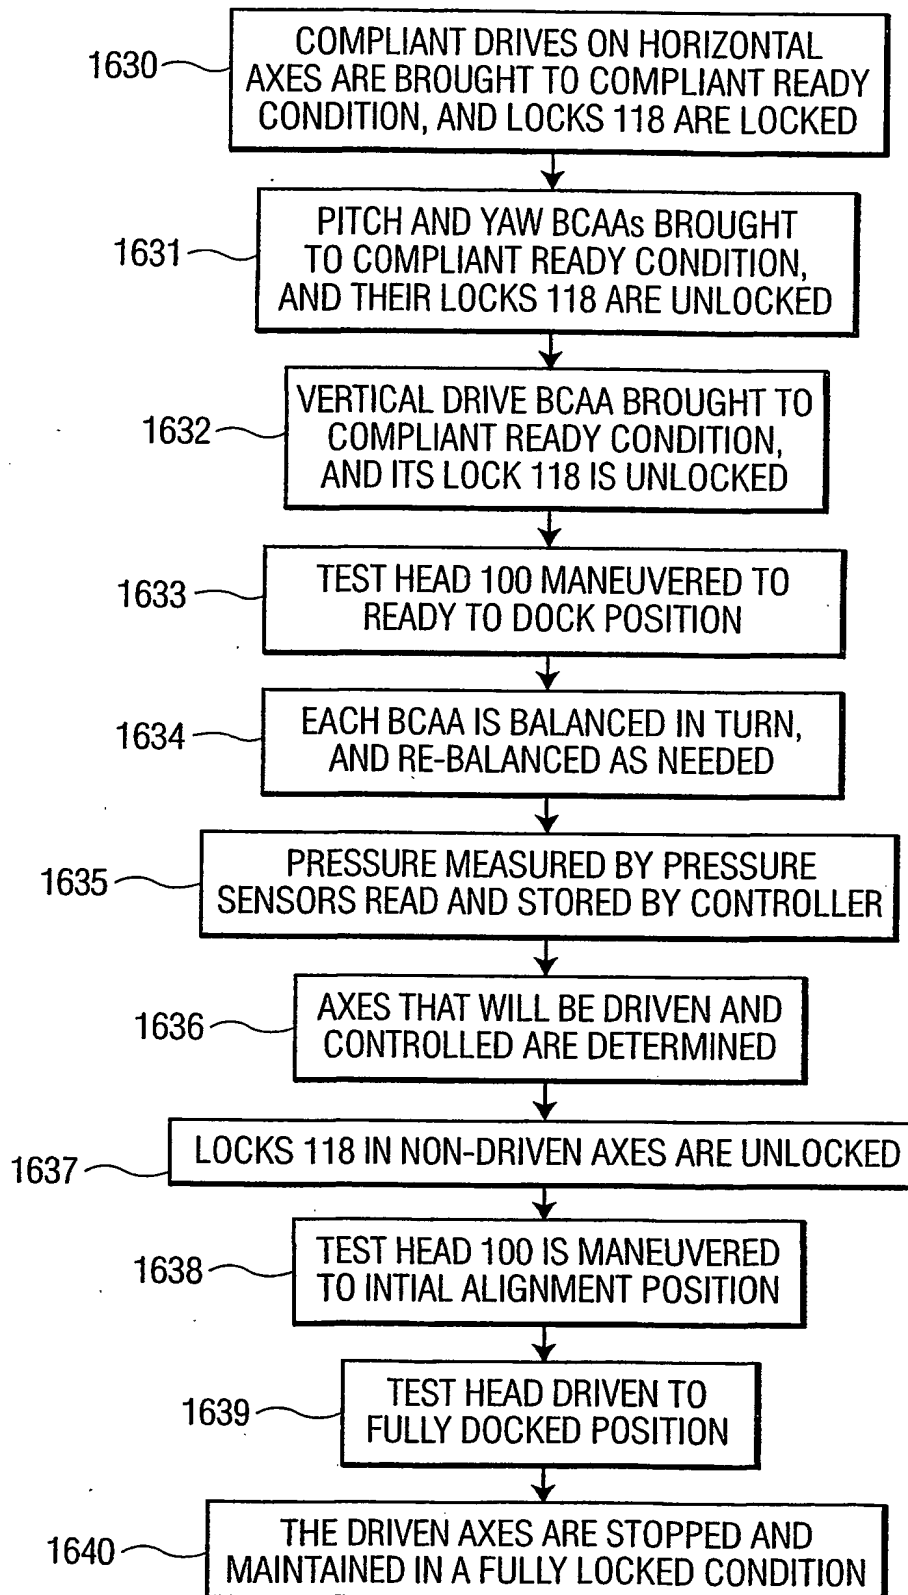 1630
COMPLIANT DRIVES ON HORIZONTAL
AXES ARE BROUGHT TO COMPLIANT READY
CONDITION, AND LOCKS 118 ARE LOCKED
1631
PITCH AND YAW BCAAs BROUGHT
TO COMPLIANT READY CONDITION,
AND THEIR LOCKS 118 ARE UNLOCKED
1632
VERTICAL DRIVE BCAA BROUGHT TO
COMPLIANT READY CONDITION,
AND ITS LOCK 118 IS UNLOCKED
1633
TEST HEAD 100 MANEUVERED TO
READY TO DOCK POSITION
1634
EACH BCAA IS BALANCED IN TURN,
AND RE-BALANCED AS NEEDED
1635
PRESSURE MEASURED BY PRESSURE
SENSORS READ AND STORED BY CONTROLLER
1636
AXES THAT WILL BE DRIVEN AND
CONTROLLED ARE DETERMINED
1637
LOCKS 118 IN NON-DRIVEN AXES ARE UNLOCKED
1638
TEST HEAD 100 IS MANEUVERED
TO INTIAL ALIGNMENT POSITION
1639
TEST HEAD DRIVEN TO
FULLY DOCKED POSITION
1640
THE DRIVEN AXES ARE STOPPED AND
MAINTAINED IN A FULLY LOCKED CONDITION